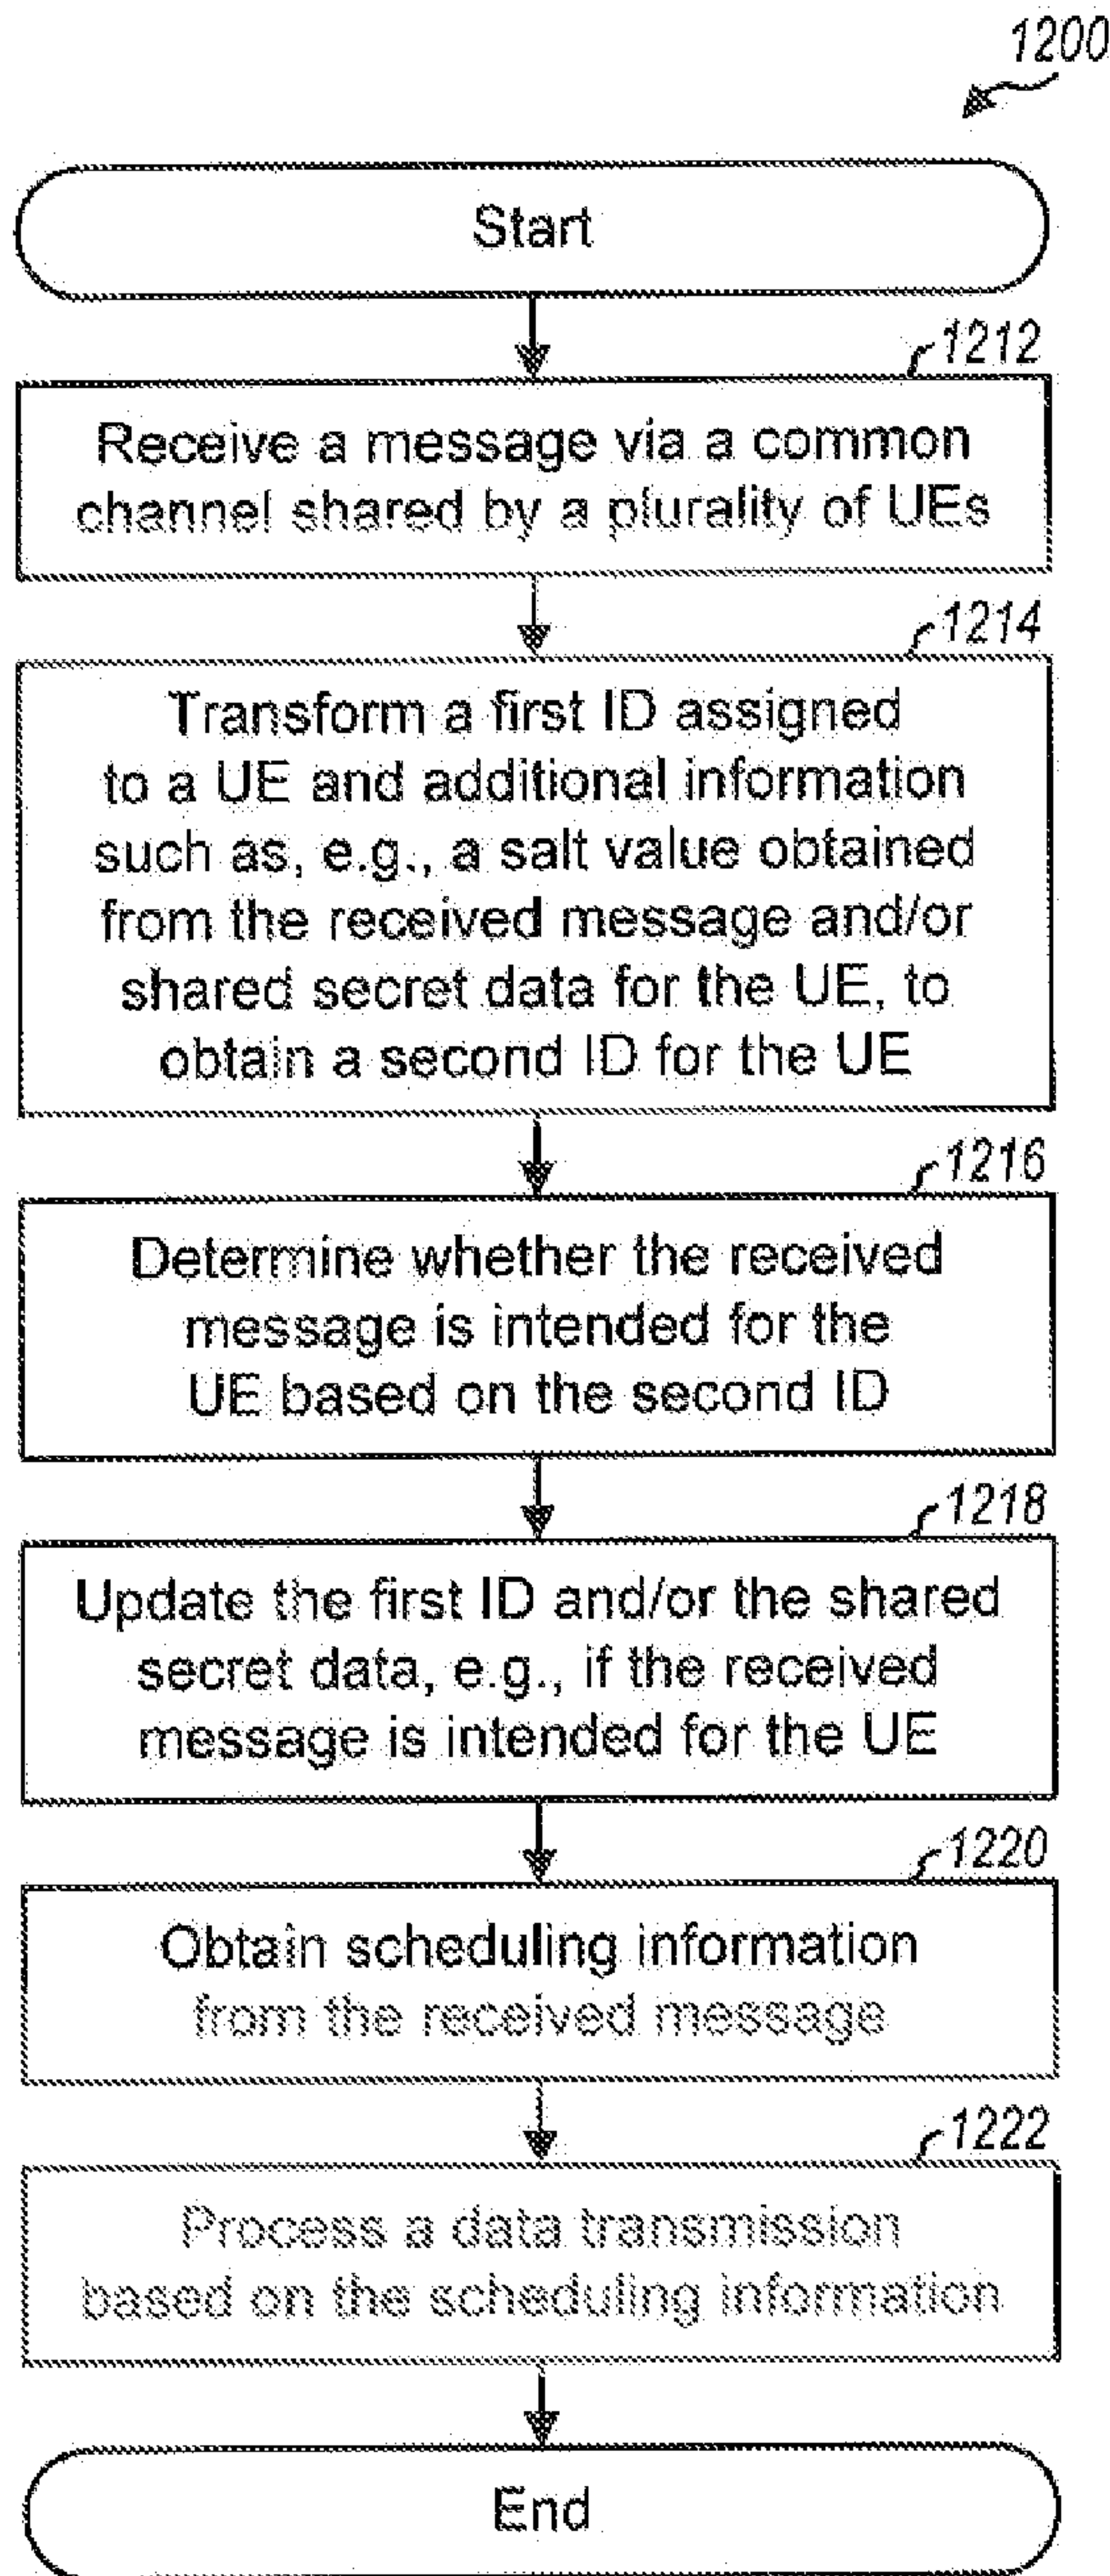 1200
Start
1212
Receive a message via a common
channel shared by a plurality of UEs
1214
Transform a first ID assigned
to a UE and additional information
such as, e.g., a salt value obtained
from the received message and/or
shared secret data for the UE, to
obtain a second ID for the UE
1216
Determine whether the received
message is intended for the
UE based on the second ID
1218
Update the first ID and/or the shared
secret data, e.g., if the received
message is intended for the UE
1220
Obtain scheduling information
from the received message
1222
Process a data transmission
based on the scheduling information
End